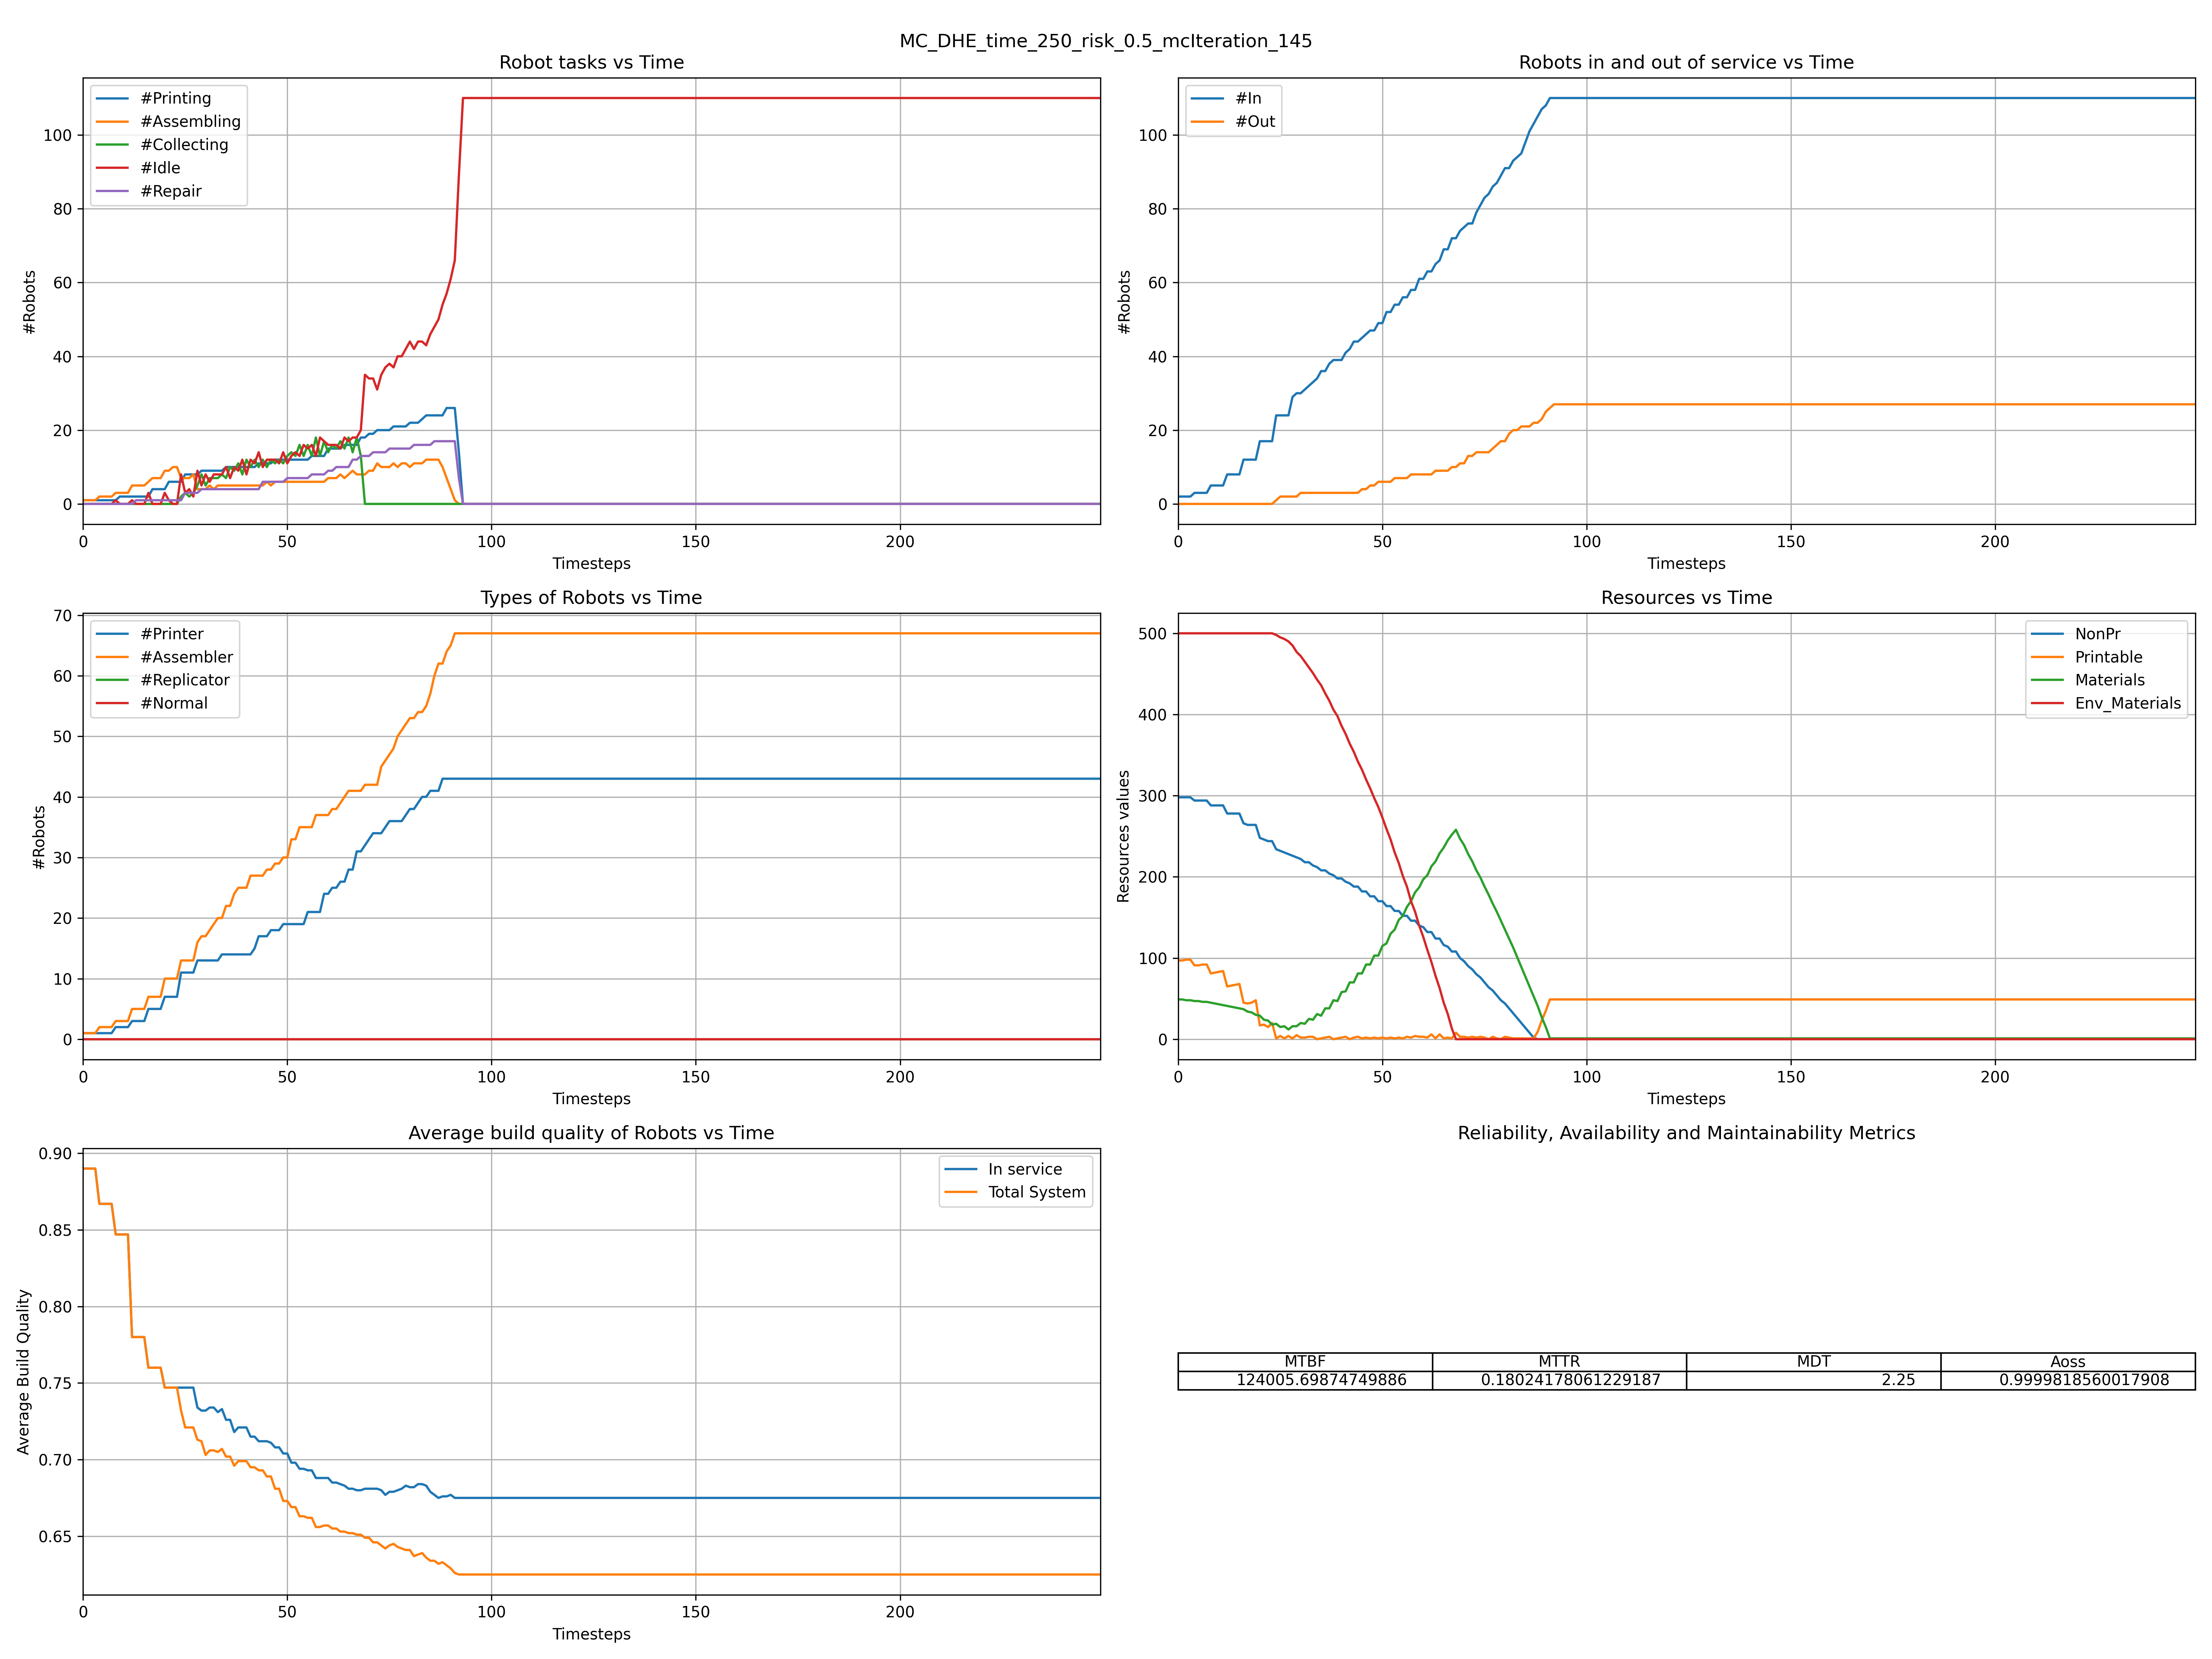 MC_DHE_time_250_risk_0.5_mcIteration_145
Robot tasks vs Time
#Printing
#Assembling
#Collecting
#Idle
#Repair
100
80
60
40
20
0
#Robots
0 50 100 150 200
Timesteps
Robots in and out of service vs Time
#In
#Out
100
80
60
40
20
0
#Robots
0 50 100 150 200
Timesteps
Types of Robots vs Time
#Printer
#Assembler
#Replicator
#Normal
70
60
50
40
30
20
10
0
#Robots
0 50 100 150 200
Timesteps
Resources vs Time
NonPr
Printable
Materials
Env_Materials
500
400
300
200
100
0
Resources values
0 50 100 150 200
Timesteps
Average build quality of Robots vs Time
In service
Total System
0.90
0.85
0.80
0.75
0.70
0.65
Average Build Quality
0 50 100 150 200
Timesteps
Reliability, Availability and Maintainability Metrics
MTBF MTTR MDT Aoss
124005.69874749886 0.18024178061229187 2.25 0.9999818560017908